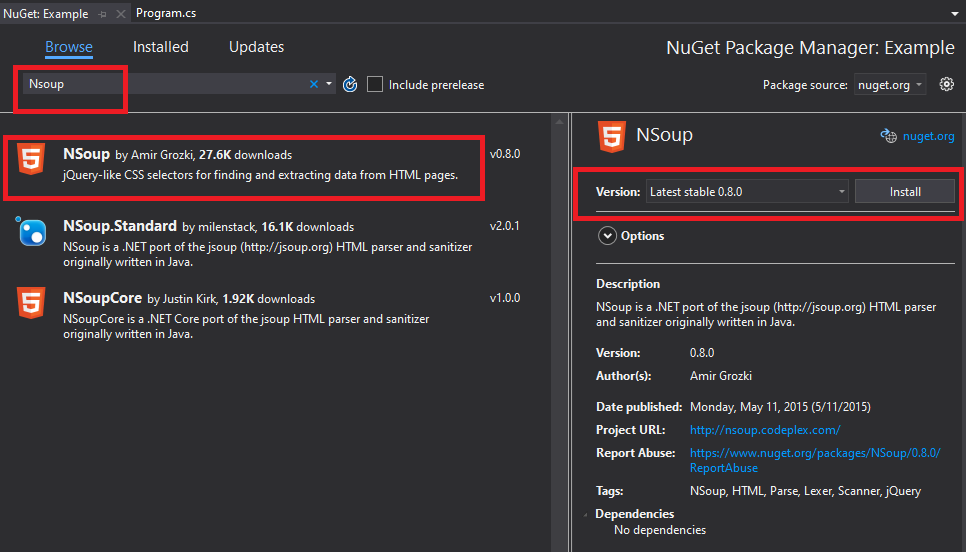 NuGet: Example
Program.cs
Browse Installed Updates
NuGet Package Manager: Example
Nsoup
Include prerelease
Package source: nuget.org
NSoup by Amir Grozki, 27.6K downloads
v0.8.0
jQuery-like CSS selectors for finding and extracting data from HTML pages.
NSoup.Standard by milenstack, 16.1K downloads
v2.0.1
NSoup is a .NET port of the jsoup (http://jsoup.org) HTML parser and sanitizer
originally written in Java.
NSoupCore by Justin Kirk, 1.92K downloads
v1.0.0
NSoupCore is a .NET Core port of the jsoup HTML parser and sanitizer
originally written in Java.
NSoup
nuget.org
Version: Latest stable 0.8.0 Install
Options
Description
NSoup is a .NET port of the jsoup (http://jsoup.org) HTML parser
and sanitizer originally written in Java.
Version: 0.8.0
Author(s): Amir Grozki
Date published: Monday, May 11, 2015 (5/11/2015)
Project URL: http://nsoup.codeplex.com/
Report Abuse: https://www.nuget.org/packages/NSoup/0.8.0/
ReportAbuse
Tags: NSoup, HTML, Parse, Lexer, Scanner, jQuery
Dependencies
No dependencies